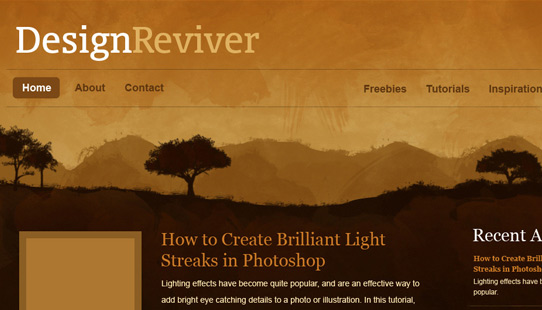 DesignReviver
Home About Contact Freebies Tutorials Inspiration
How to Create Brilliant Light
Streaks in Photoshop
Lighting effects have become quite popular, and are an effective way to
add bright eye catching details to a photo or illustration. In this tutorial,
Recent A
How to Create Brill
Streaks in Photosh
Lighting effects have b
popular.